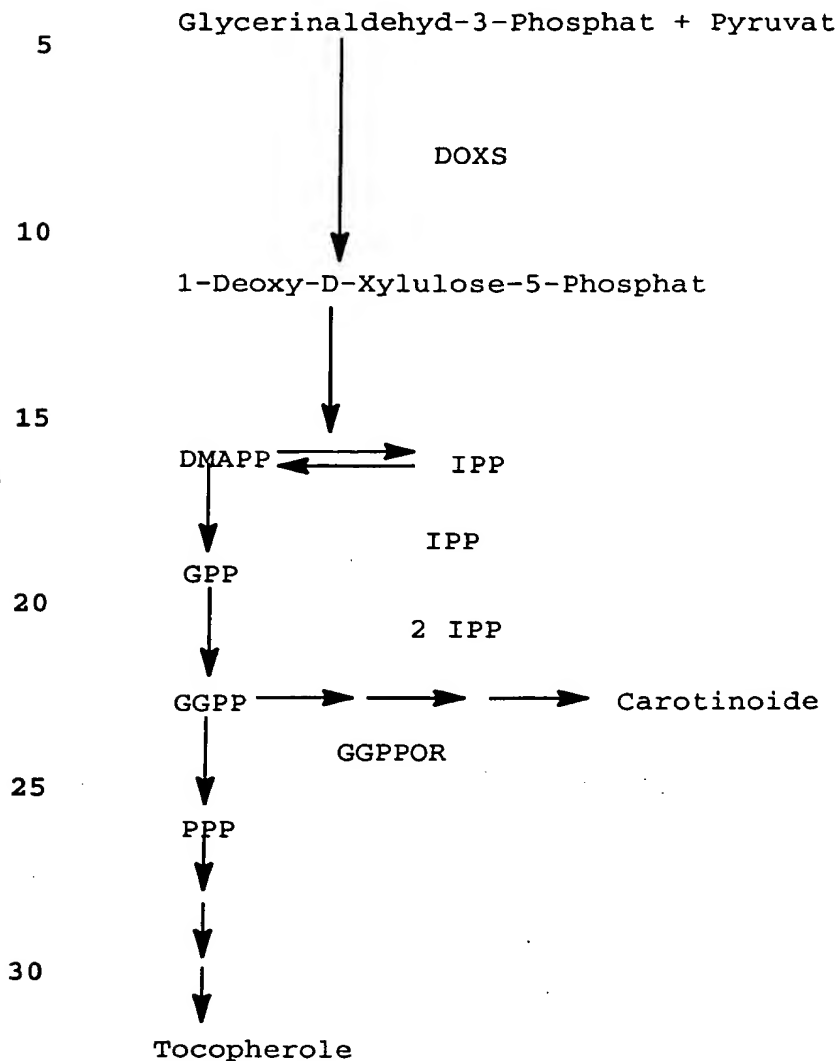 Glycerinaldehyd-3-Phosphat + Pyruvat
5
DOXS
10
1-Deoxy-D-Xylulose-5-Phosphat
15
DMAPP IPP
IPP
GPP
20
2 IPP
GGPP Carotinoide
GGPPOR
25
PPP
30
Tocopherole